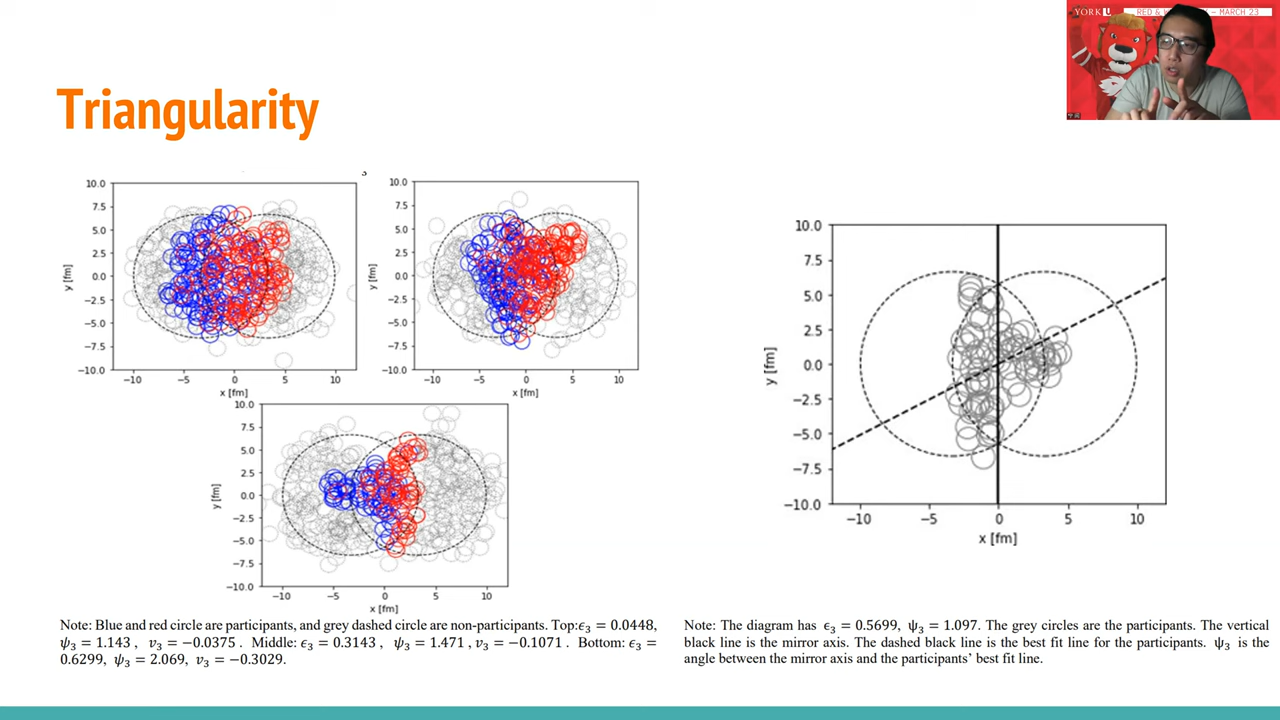 YORK U
RED & W – MARCH 23
Triangularity
3
10.0
7.5
5.0
2.5
0.0
−2.5
−5.0
−7.5
−10.0
y [fm]
−10 −5 0 5 10
x [fm]
10.0
7.5
5.0
2.5
0.0
−2.5
−5.0
−7.5
−10.0
y [fm]
−10 −5 0 5 10
x [fm]
10.0
7.5
5.0
2.5
0.0
−2.5
−5.0
−7.5
−10.0
y [fm]
−10 −5 0 5 10
x [fm]
10.0
7.5
5.0
2.5
0.0
−2.5
−5.0
−7.5
−10.0
y [fm]
−10 −5 0 5 10
x [fm]
Note: Blue and red circle are participants, and grey dashed circle are non-participants. Top:ϵ₃ = 0.0448,
ψ₃ = 1.143 , v₃ = −0.0375 . Middle: ϵ₃ = 0.3143 , ψ₃ = 1.471 , v₃ = −0.1071 . Bottom: ϵ₃ =
0.6299, ψ₃ = 2.069, v₃ = −0.3029.
Note: The diagram has ϵ₃ = 0.5699, ψ₃ = 1.097. The grey circles are the participants. The vertical
black line is the mirror axis. The dashed black line is the best fit line for the participants. ψ₃ is the
angle between the mirror axis and the participants’ best fit line.